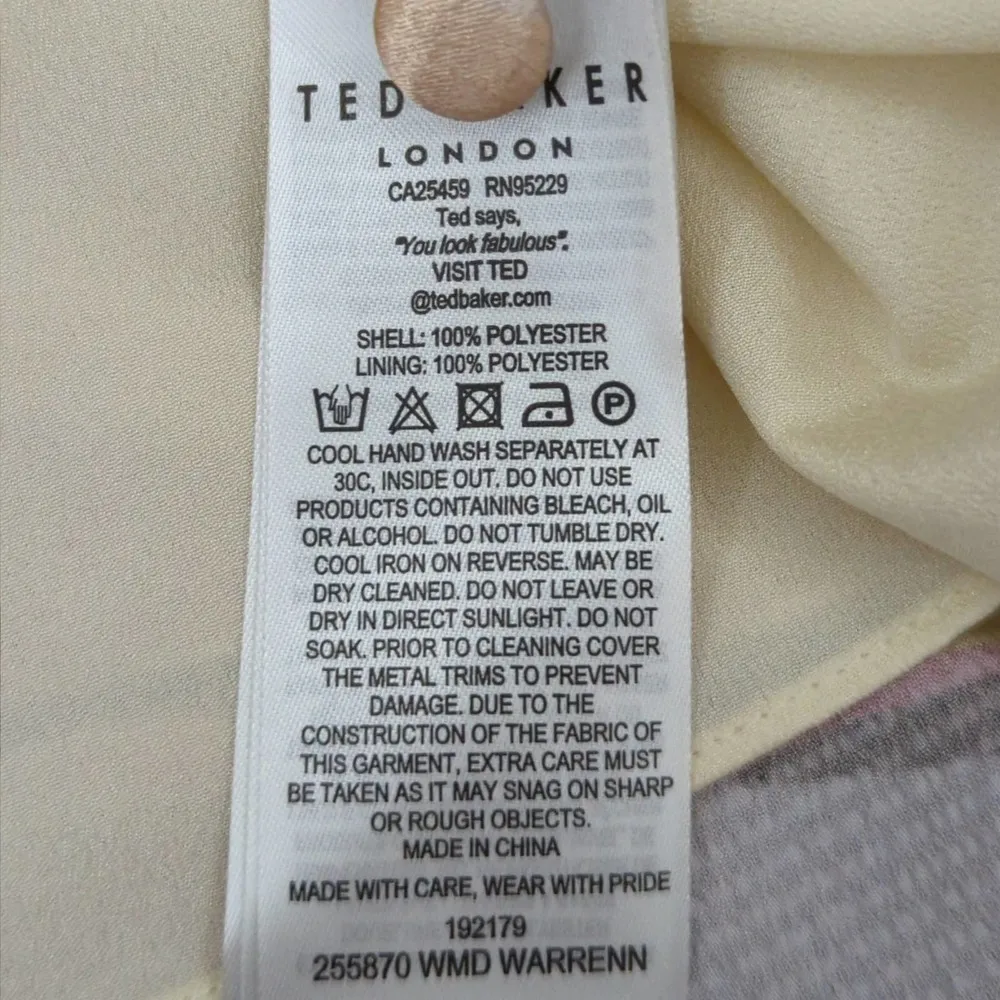 TED KER
LONDON
CA25459 RN95229
Ted says,
"You look fabulous".
VISIT TED
@tedbaker.com
SHELL: 100% POLYESTER
LINING: 100% POLYESTER
P
COOL HAND WASH SEPARATELY AT
30C, INSIDE OUT. DO NOT USE
PRODUCTS CONTAINING BLEACH, OIL
OR ALCOHOL. DO NOT TUMBLE DRY.
COOL IRON ON REVERSE. MAY BE
DRY CLEANED. DO NOT LEAVE OR
DRY IN DIRECT SUNLIGHT. DO NOT
SOAK. PRIOR TO CLEANING COVER
THE METAL TRIMS TO PREVENT
DAMAGE. DUE TO THE
CONSTRUCTION OF THE FABRIC OF
THIS GARMENT, EXTRA CARE MUST
BE TAKEN AS IT MAY SNAG ON SHARP
OR ROUGH OBJECTS.
MADE IN CHINA
MADE WITH CARE, WEAR WITH PRIDE
192179
255870 WMD WARRENN